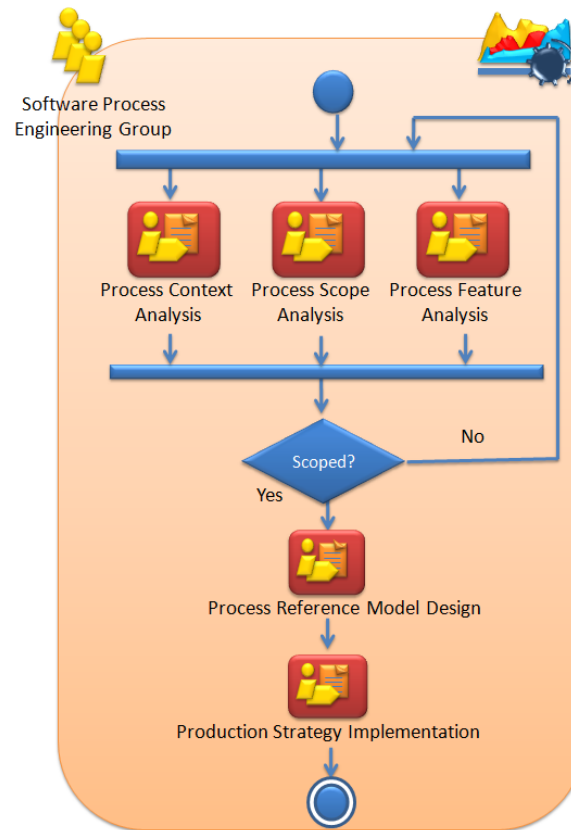 Software Process
Engineering Group
Process Context
Analysis
Process Scope
Analysis
Process Feature
Analysis
No
Scoped?
Yes
Process Reference Model Design
Production Strategy Implementation